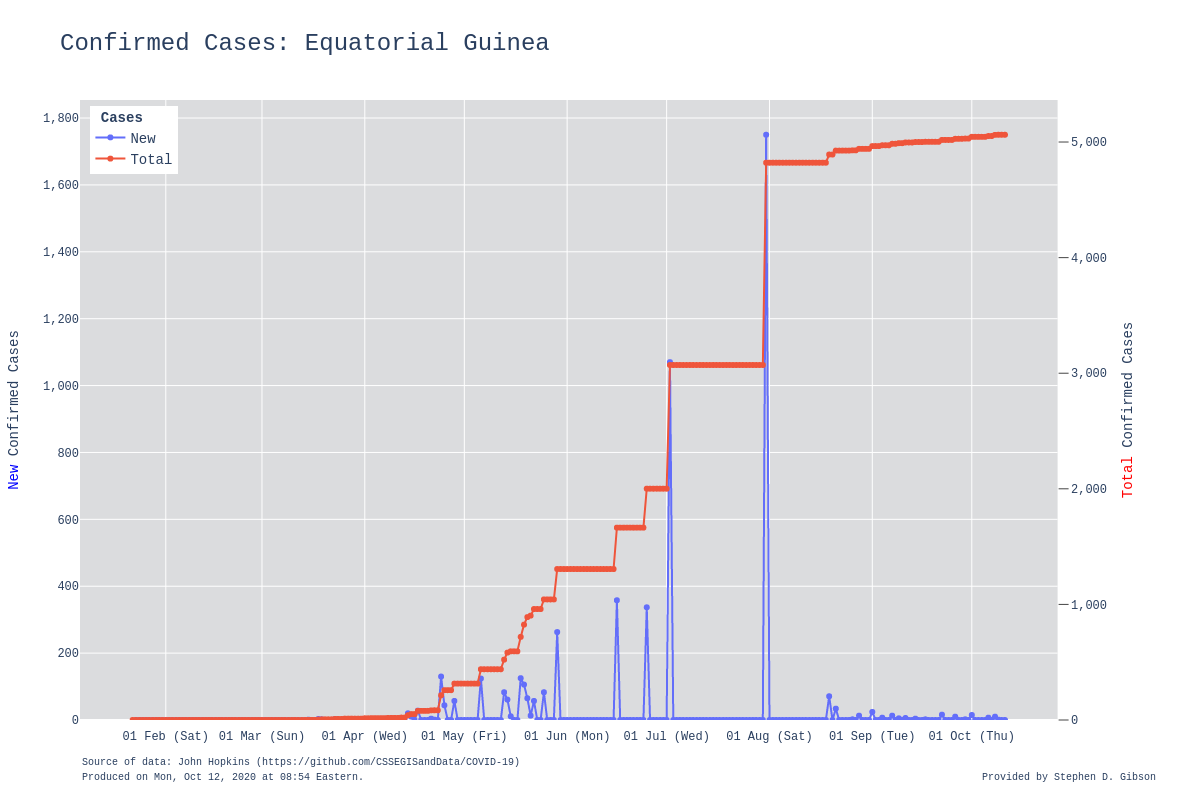 Confirmed Cases: Equatorial Guinea
Cases
New
Total
1,800
1,600
1,400
1,200
1,000
800
600
400
200
0
New Confirmed Cases
5,000
4,000
3,000
2,000
1,000
0
Total Confirmed Cases
01 Feb (Sat) 01 Mar (Sun) 01 Apr (Wed) 01 May (Fri) 01 Jun (Mon) 01 Jul (Wed) 01 Aug (Sat) 01 Sep (Tue) 01 Oct (Thu)
Source of data: John Hopkins (https://github.com/CSSEGISandData/COVID-19)
Produced on Mon, Oct 12, 2020 at 08:54 Eastern.
Provided by Stephen D. Gibson